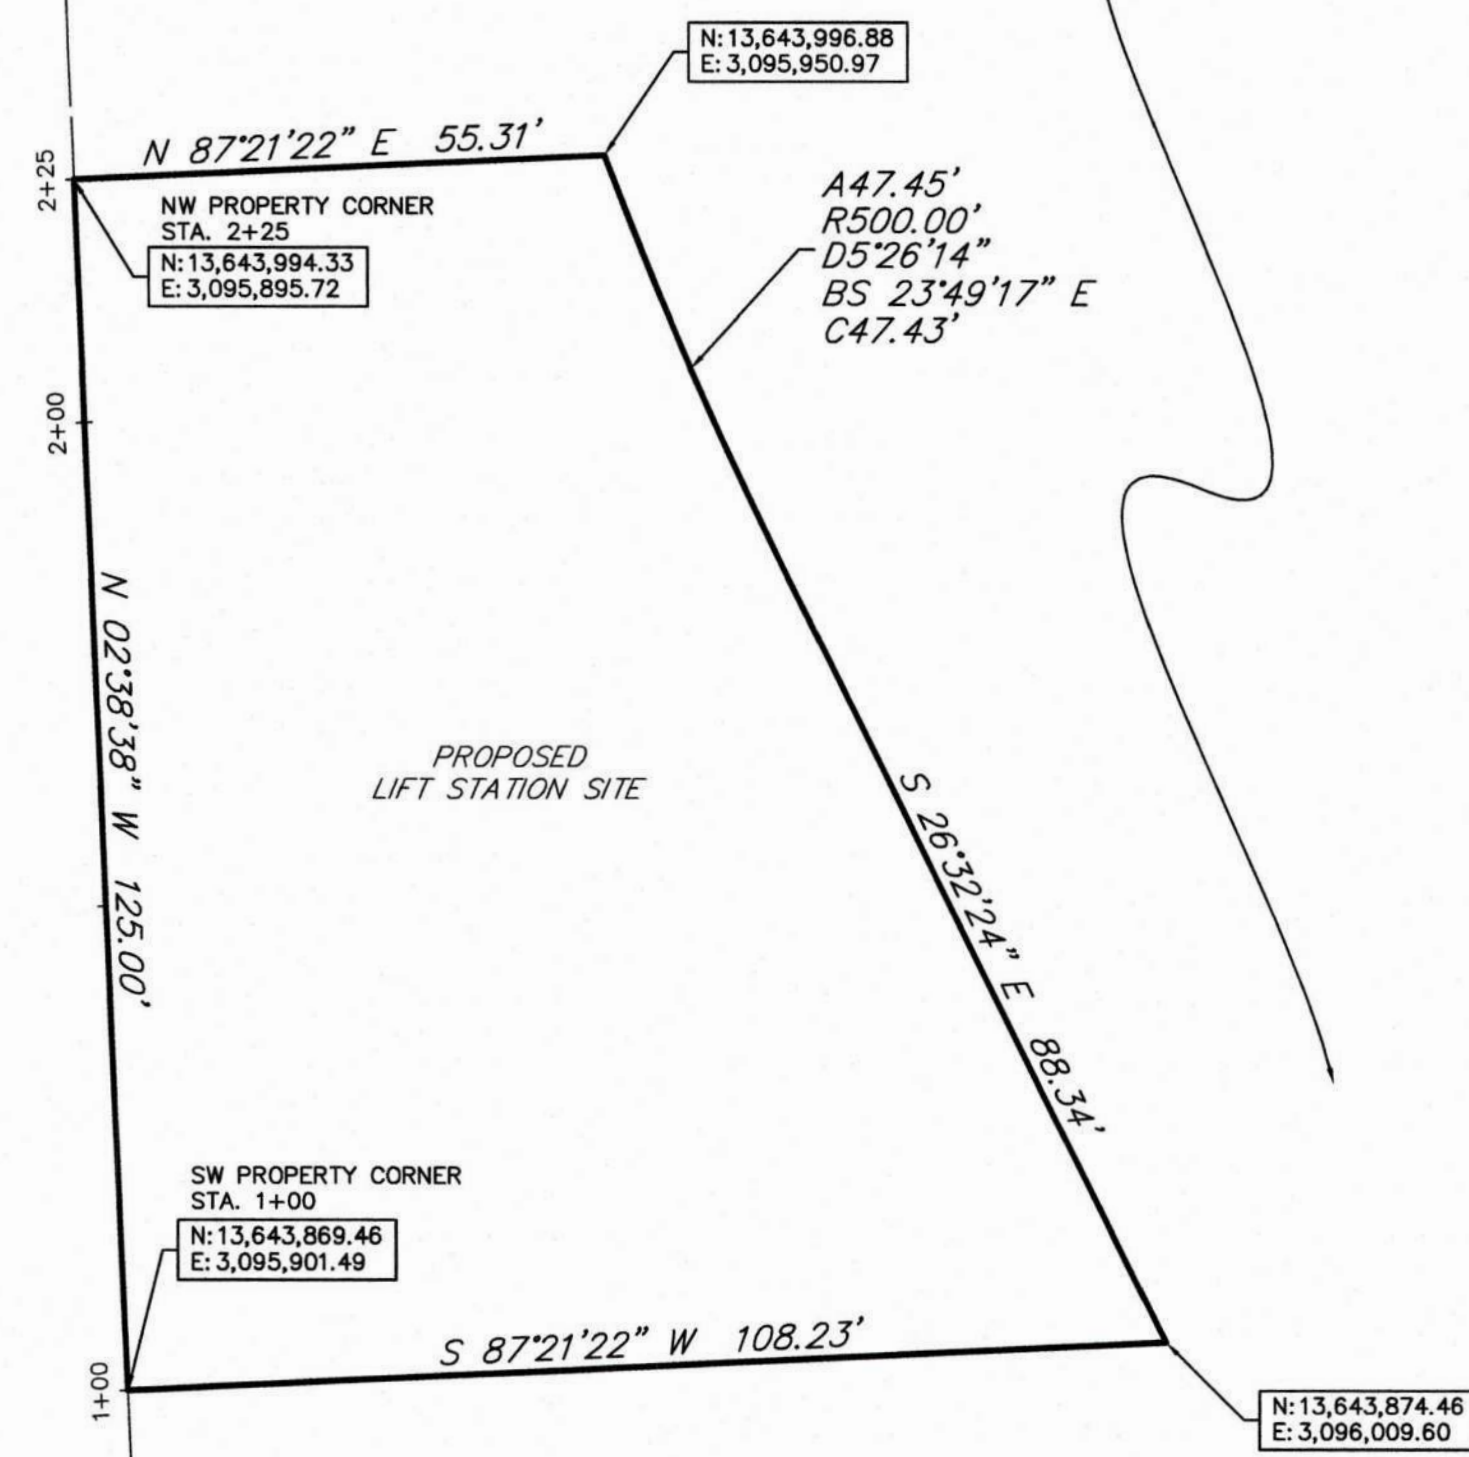 N:13,643,996.88
E:3,095,950.97
N 87°21'22" E 55.31'
2+25
NW PROPERTY CORNER
STA. 2+25
N:13,643,994.33
E:3,095,895.72
A47.45'
R500.00'
D5°26'14"
BS 23°49'17" E
C47.43'
2+00
N 02°38'38" W 125.00'
PROPOSED
LIFT STATION SITE
S 26°32'24" E 88.34'
SW PROPERTY CORNER
STA. 1+00
N:13,643,869.46
E:3,095,901.49
S 87°21'22" W 108.23'
1+00
N:13,643,874.46
E:3,096,009.60